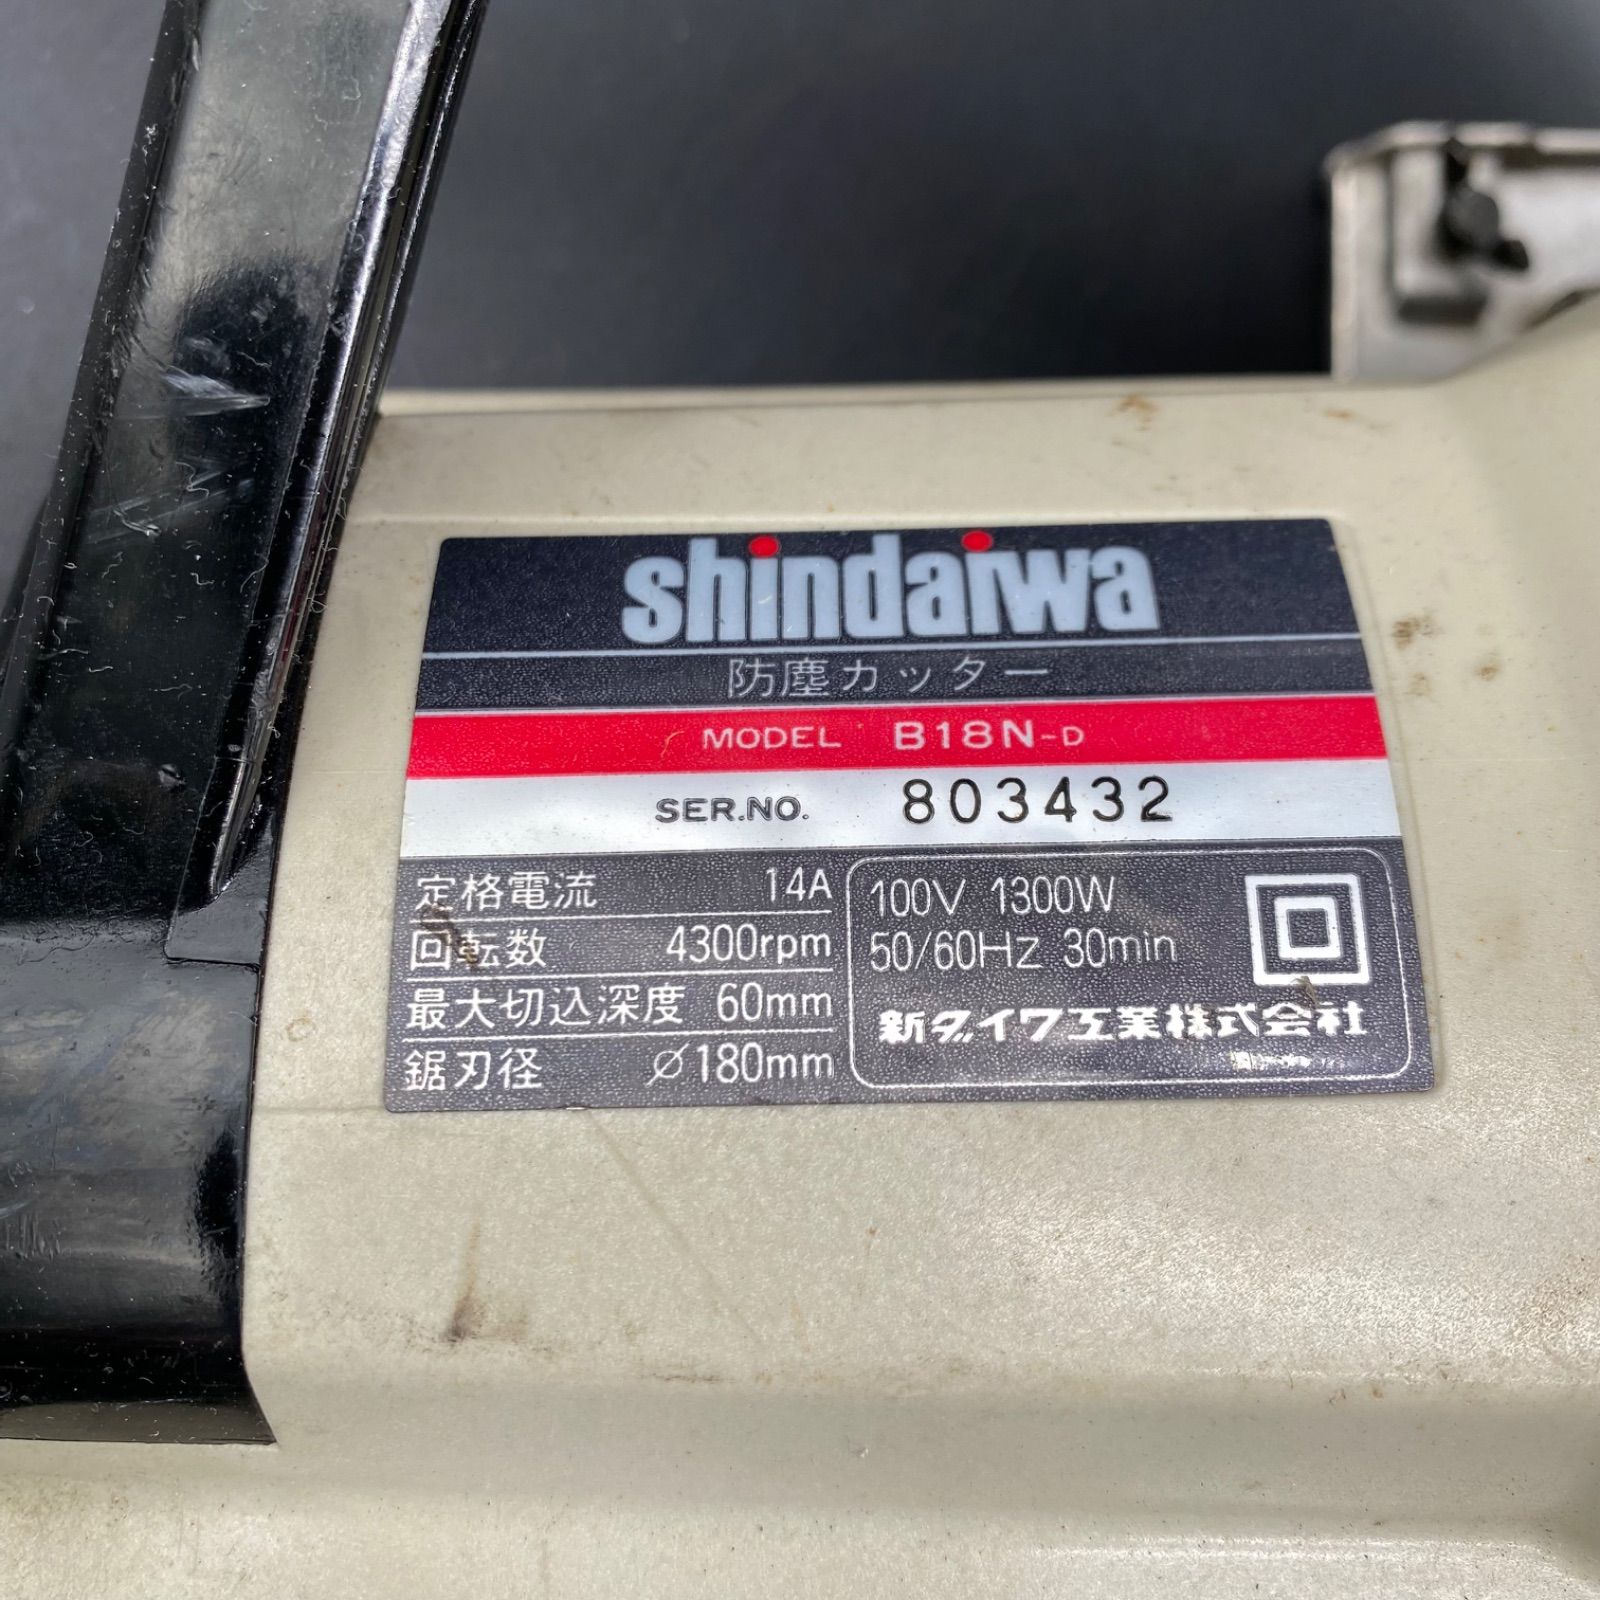 shindaiwa
防塵カッター
MODEL B18N-D
SER.NO. 803432
定格電流 14A
回転数 4300rpm
最大切込深度 60mm
鋸刃径 ∅180mm
100V 1300W
50/60Hz 30min
新ダイワ工業株式会社